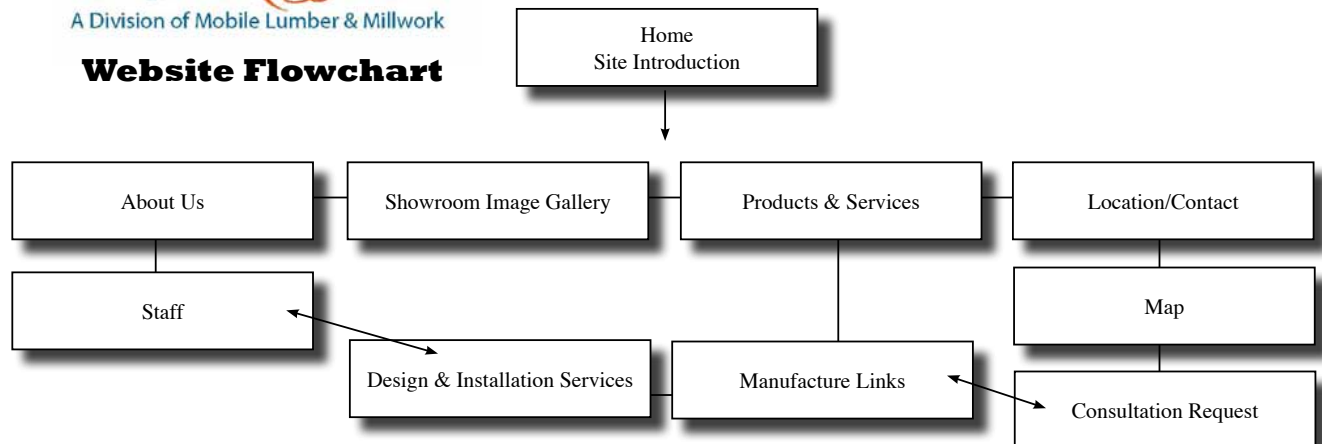 A Division of Mobile Lumber & Millwork
Website Flowchart
Home
Site Introduction
About Us
Showroom Image Gallery
Products & Services
Location/Contact
Staff
Map
Design & Installation Services
Manufacture Links
Consultation Request